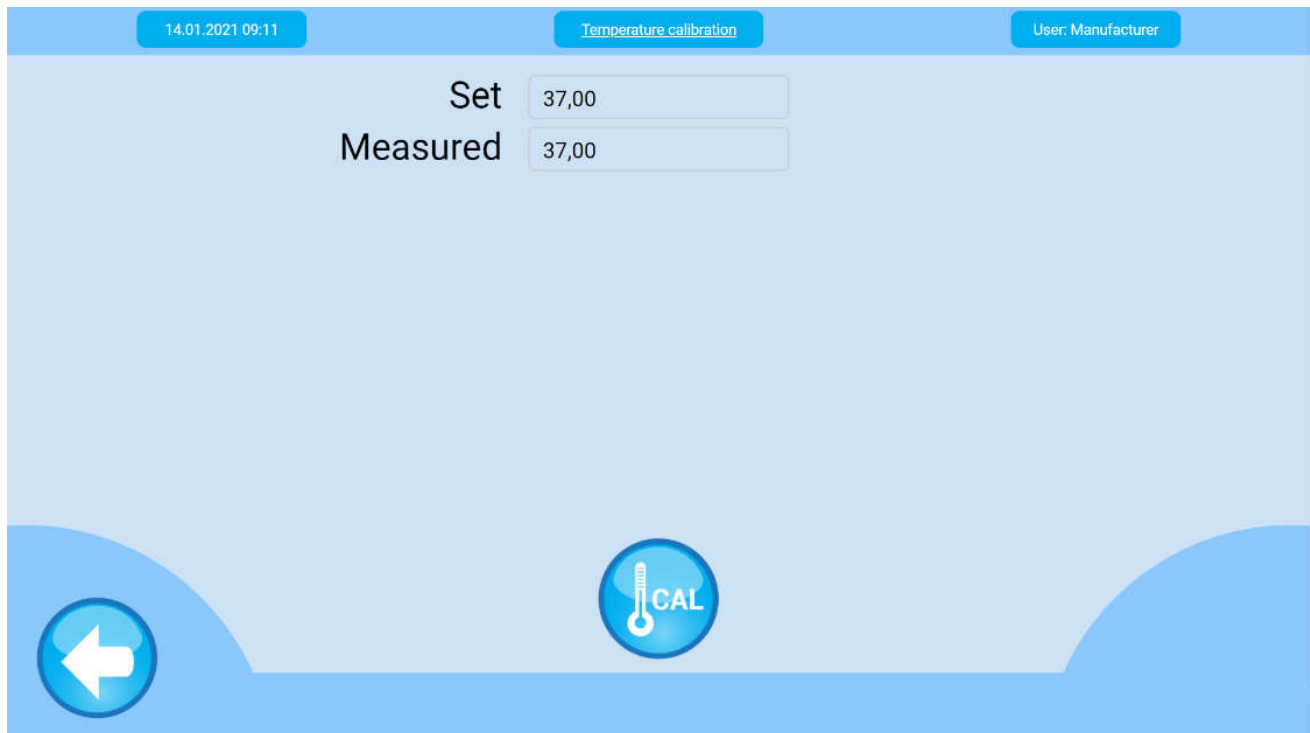 14.01.2021 09:11
Temperature calibration
User: Manufacturer
Set 37,00
Measured 37,00
CAL